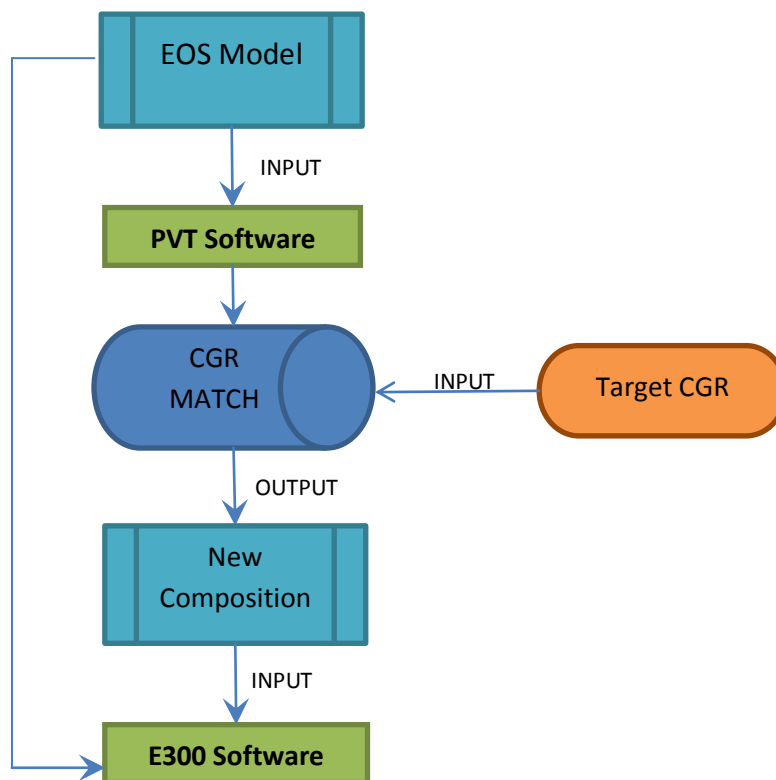 EOS Model
INPUT
PVT Software
CGR
MATCH
INPUT
Target CGR
OUTPUT
New
Composition
INPUT
E300 Software